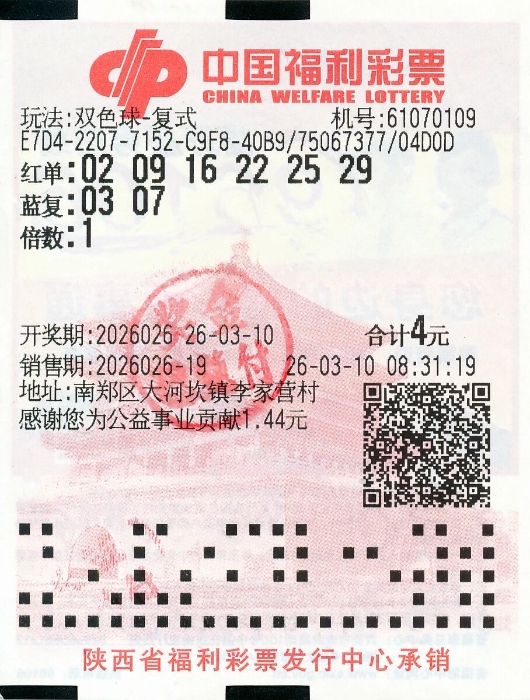 中国福利彩票
CHINA WELFARE LOTTERY
玩法:双色球-复式 机号:61070109
E7D4-2207-7152-C9F8-40B9/75067377/04D0D
红单:02 09 16 22 25 29
蓝复:03 07
倍数:1
开奖期:2026026 26-03-10 合计4元
销售期:2026026-19 26-03-10 08:31:19
地址:南郑区大河坎镇李家营村
感谢您为公益事业贡献1.44元
陕西省福利彩票发行中心承销